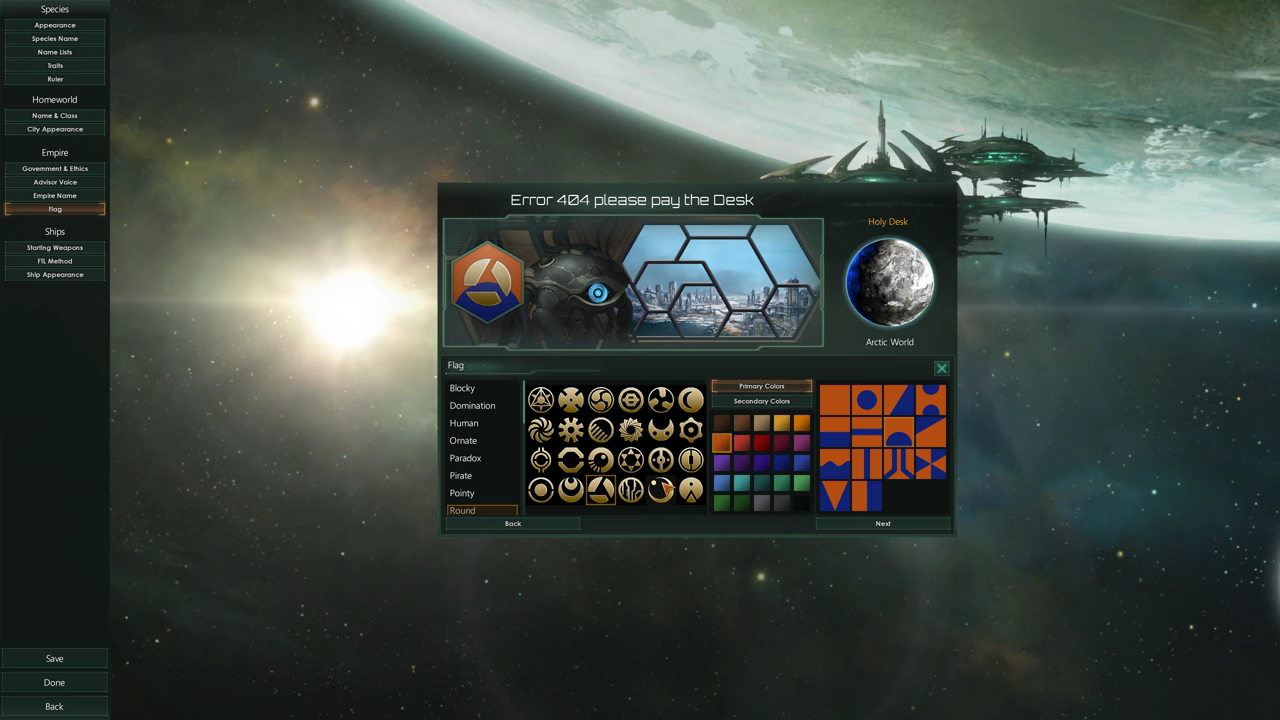 Species
Appearance
Species Name
Name Lists
Traits
Ruler
Homeworld
Name & Class
City Appearance
Empire
Government & Ethics
Advisor Voice
Empire Name
Flag
Ships
Starting Weapons
FTL Method
Ship Appearance
Save
Done
Back
Error 404 please pay the Desk
Holy Desk
Arctic World
Flag
Blocky
Domination
Human
Ornate
Paradox
Pirate
Pointy
Round
Primary Colors
Secondary Colors
Back
Next